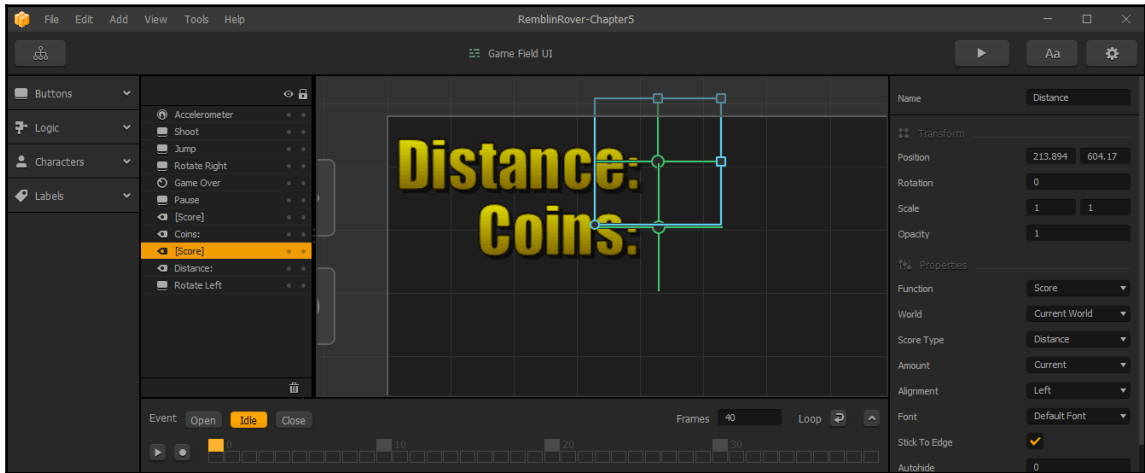 File Edit Add View Tools Help
RemblinRover-Chapter5
Game Field UI
Aa
Buttons
Logic
Characters
Labels
Accelerometer
Shoot
Jump
Rotate Right
Game Over
Pause
[Score]
Coins:
[Score]
Distance:
Rotate Left
Distance:
Coins:
Name Distance
Transform
Position 213.894 604.17
Rotation 0
Scale 1 1
Opacity 1
Properties
Function Score
World Current World
Score Type Distance
Amount Current
Alignment Left
Font Default Font
Stick To Edge
Autohide 0
Event Open Idle Close
Frames 40 Loop
0 10 20 30